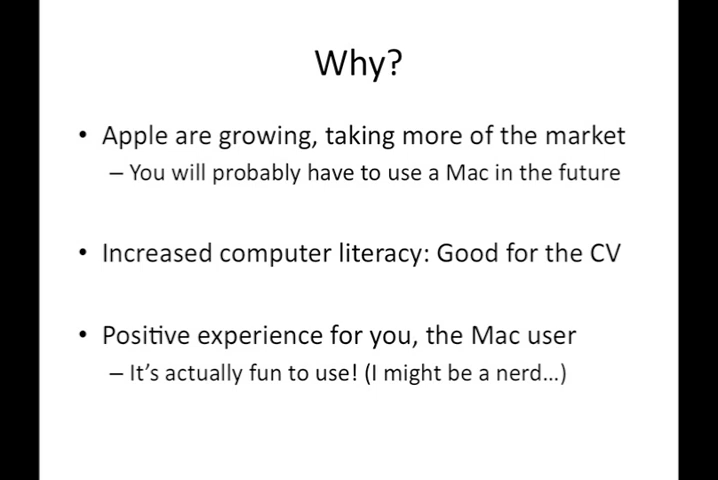 Why?
• Apple are growing, taking more of the market
– You will probably have to use a Mac in the future
• Increased computer literacy: Good for the CV
• Positive experience for you, the Mac user
– It’s actually fun to use! (I might be a nerd…)